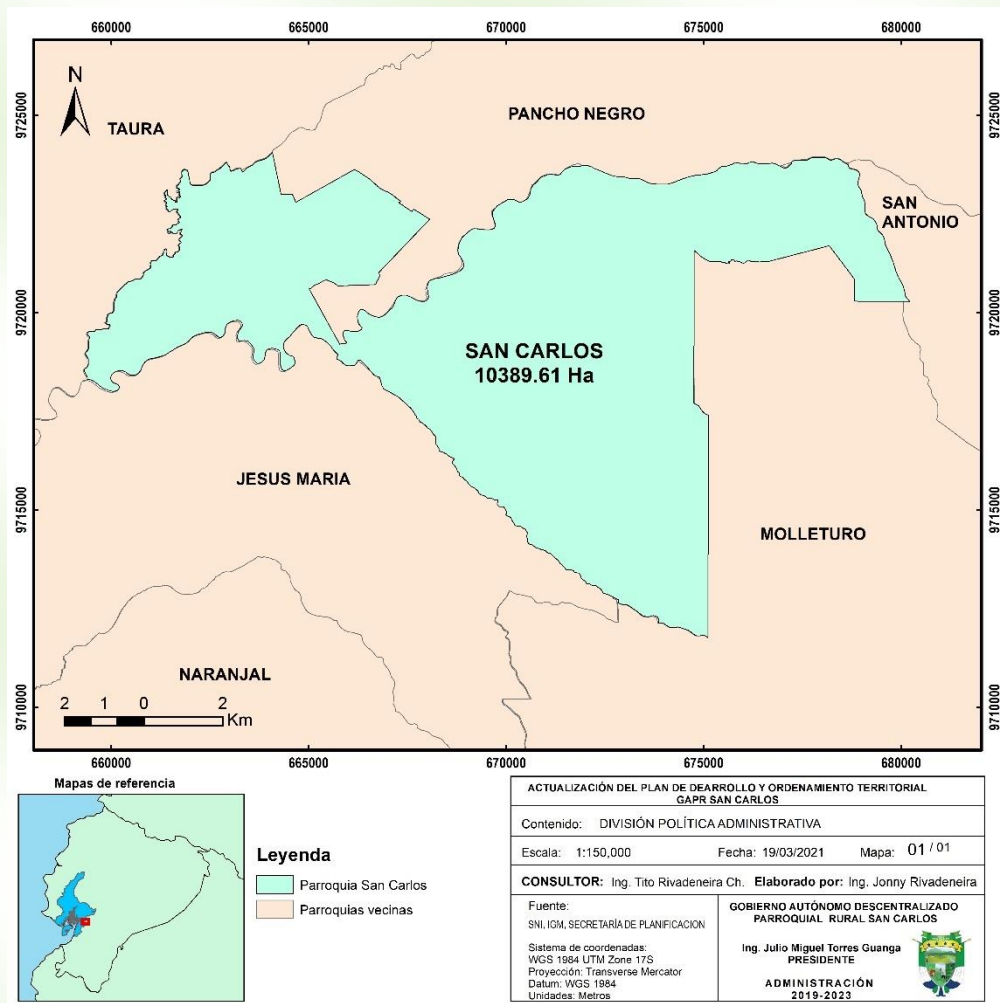 660000 665000 670000 675000 680000
N
TAURA
PANCHO NEGRO
SAN
ANTONIO
9725000 9725000
9720000 9720000
SAN CARLOS
10389.61 Ha
JESUS MARIA
9715000 9715000
MOLLETURO
NARANJAL
9710000 9710000
2 1 0 2
Km
660000 665000 670000 675000 680000
Mapas de referencia
Leyenda
Parroquia San Carlos
Parroquias vecinas
ACTUALIZACIÓN DEL PLAN DE DEARROLLO Y ORDENAMIENTO TERRITORIAL
GAPR SAN CARLOS
Contenido: DIVISIÓN POLÍTICA ADMINISTRATIVA
Escala: 1:150,000 Fecha: 19/03/2021 Mapa: 01 / 01
CONSULTOR: Ing. Tito Rivadeneira Ch. Elaborado por: Ing. Jonny Rivadeneira
Fuente:
SNI, IGM, SECRETARÍA DE PLANIFICACION
Sistema de coordenadas:
WGS 1984 UTM Zone 17S
Proyección: Transverse Mercator
Datum: WGS 1984
Unidades: Metros
GOBIERNO AUTÓNOMO DESCENTRALIZADO
PARROQUIAL RURAL SAN CARLOS
Ing. Julio Miguel Torres Guanga
PRESIDENTE
ADMINISTRACIÓN
2019-2023